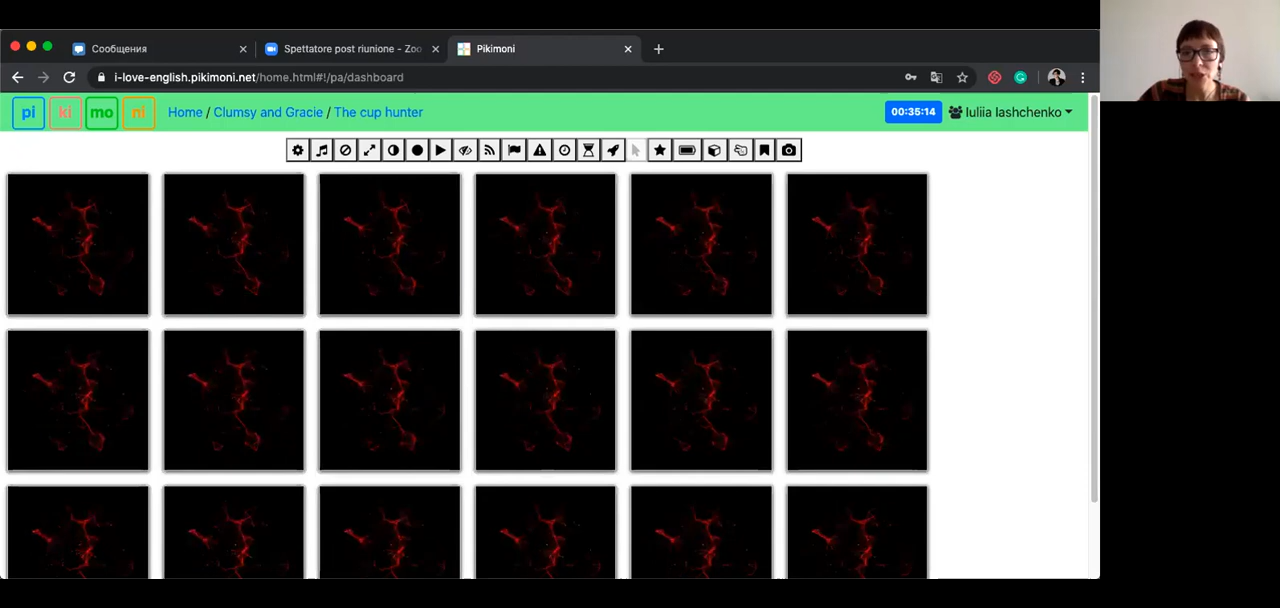 Сообщения
Spettatore post riunione – Zoo
Pikimoni
i-love-english.pikimoni.net/home.html#!/pa/dashboard
pi ki mo ni Home / Clumsy and Gracie / The cup hunter 00:35:14 Iuliia Iashchenko